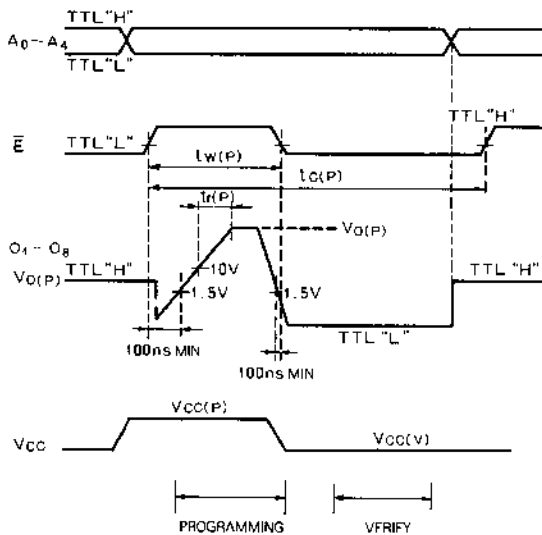 TTL"H"
A0~A4
TTL"L"
TTL"H"
E̅ TTL"L"
tw(P)
tc(P)
tr(P)
VO(P)
O1~O8
TTL"H" 10V TTL"H"
VO(P)
1.5V 1.5V
TTL"L"
100ns MIN 100ns MIN
VCC(P)
VCC VCC(V)
PROGRAMMING VERIFY